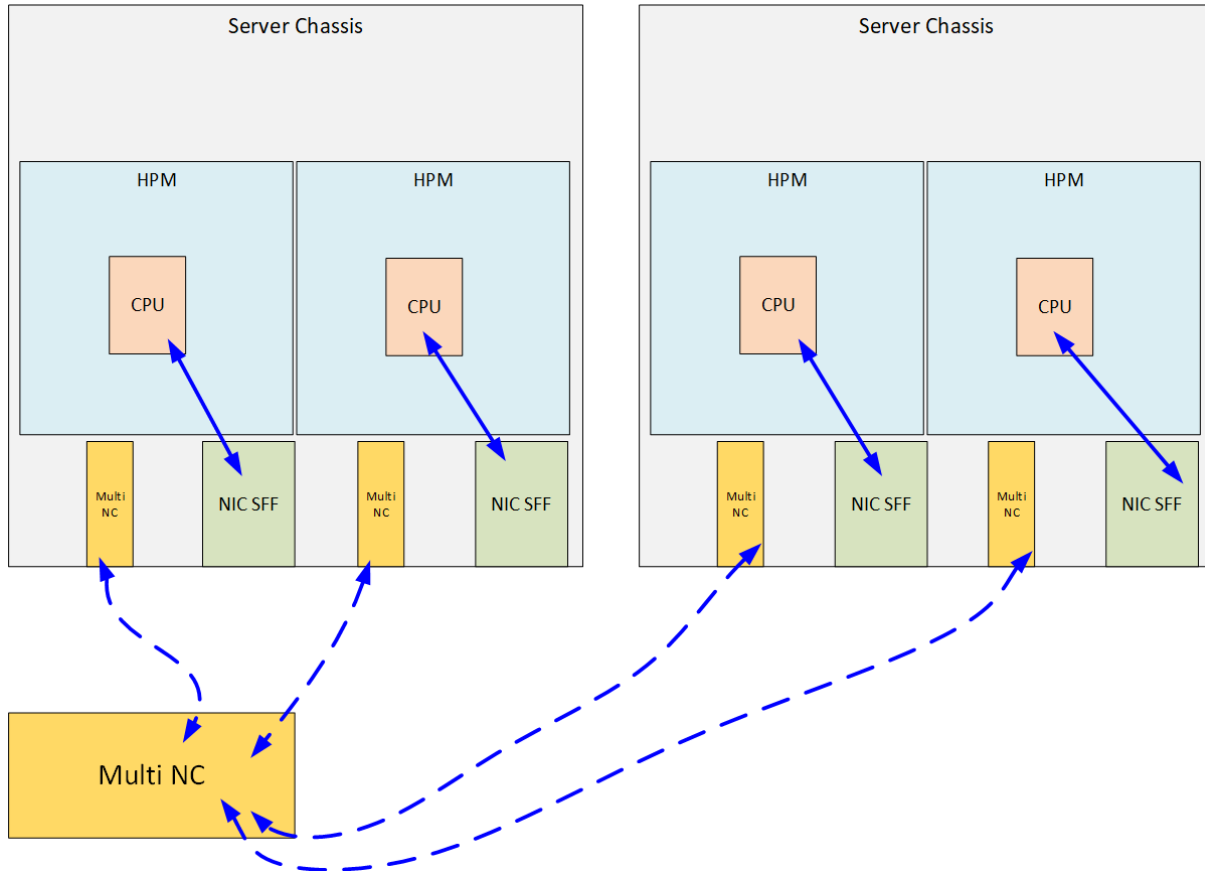 Server Chassis
Server Chassis
HPM
HPM
HPM
HPM
CPU
CPU
CPU
CPU
Multi
NC
NIC SFF
Multi
NC
NIC SFF
Multi
NC
NIC SFF
Multi
NC
NIC SFF
Multi NC